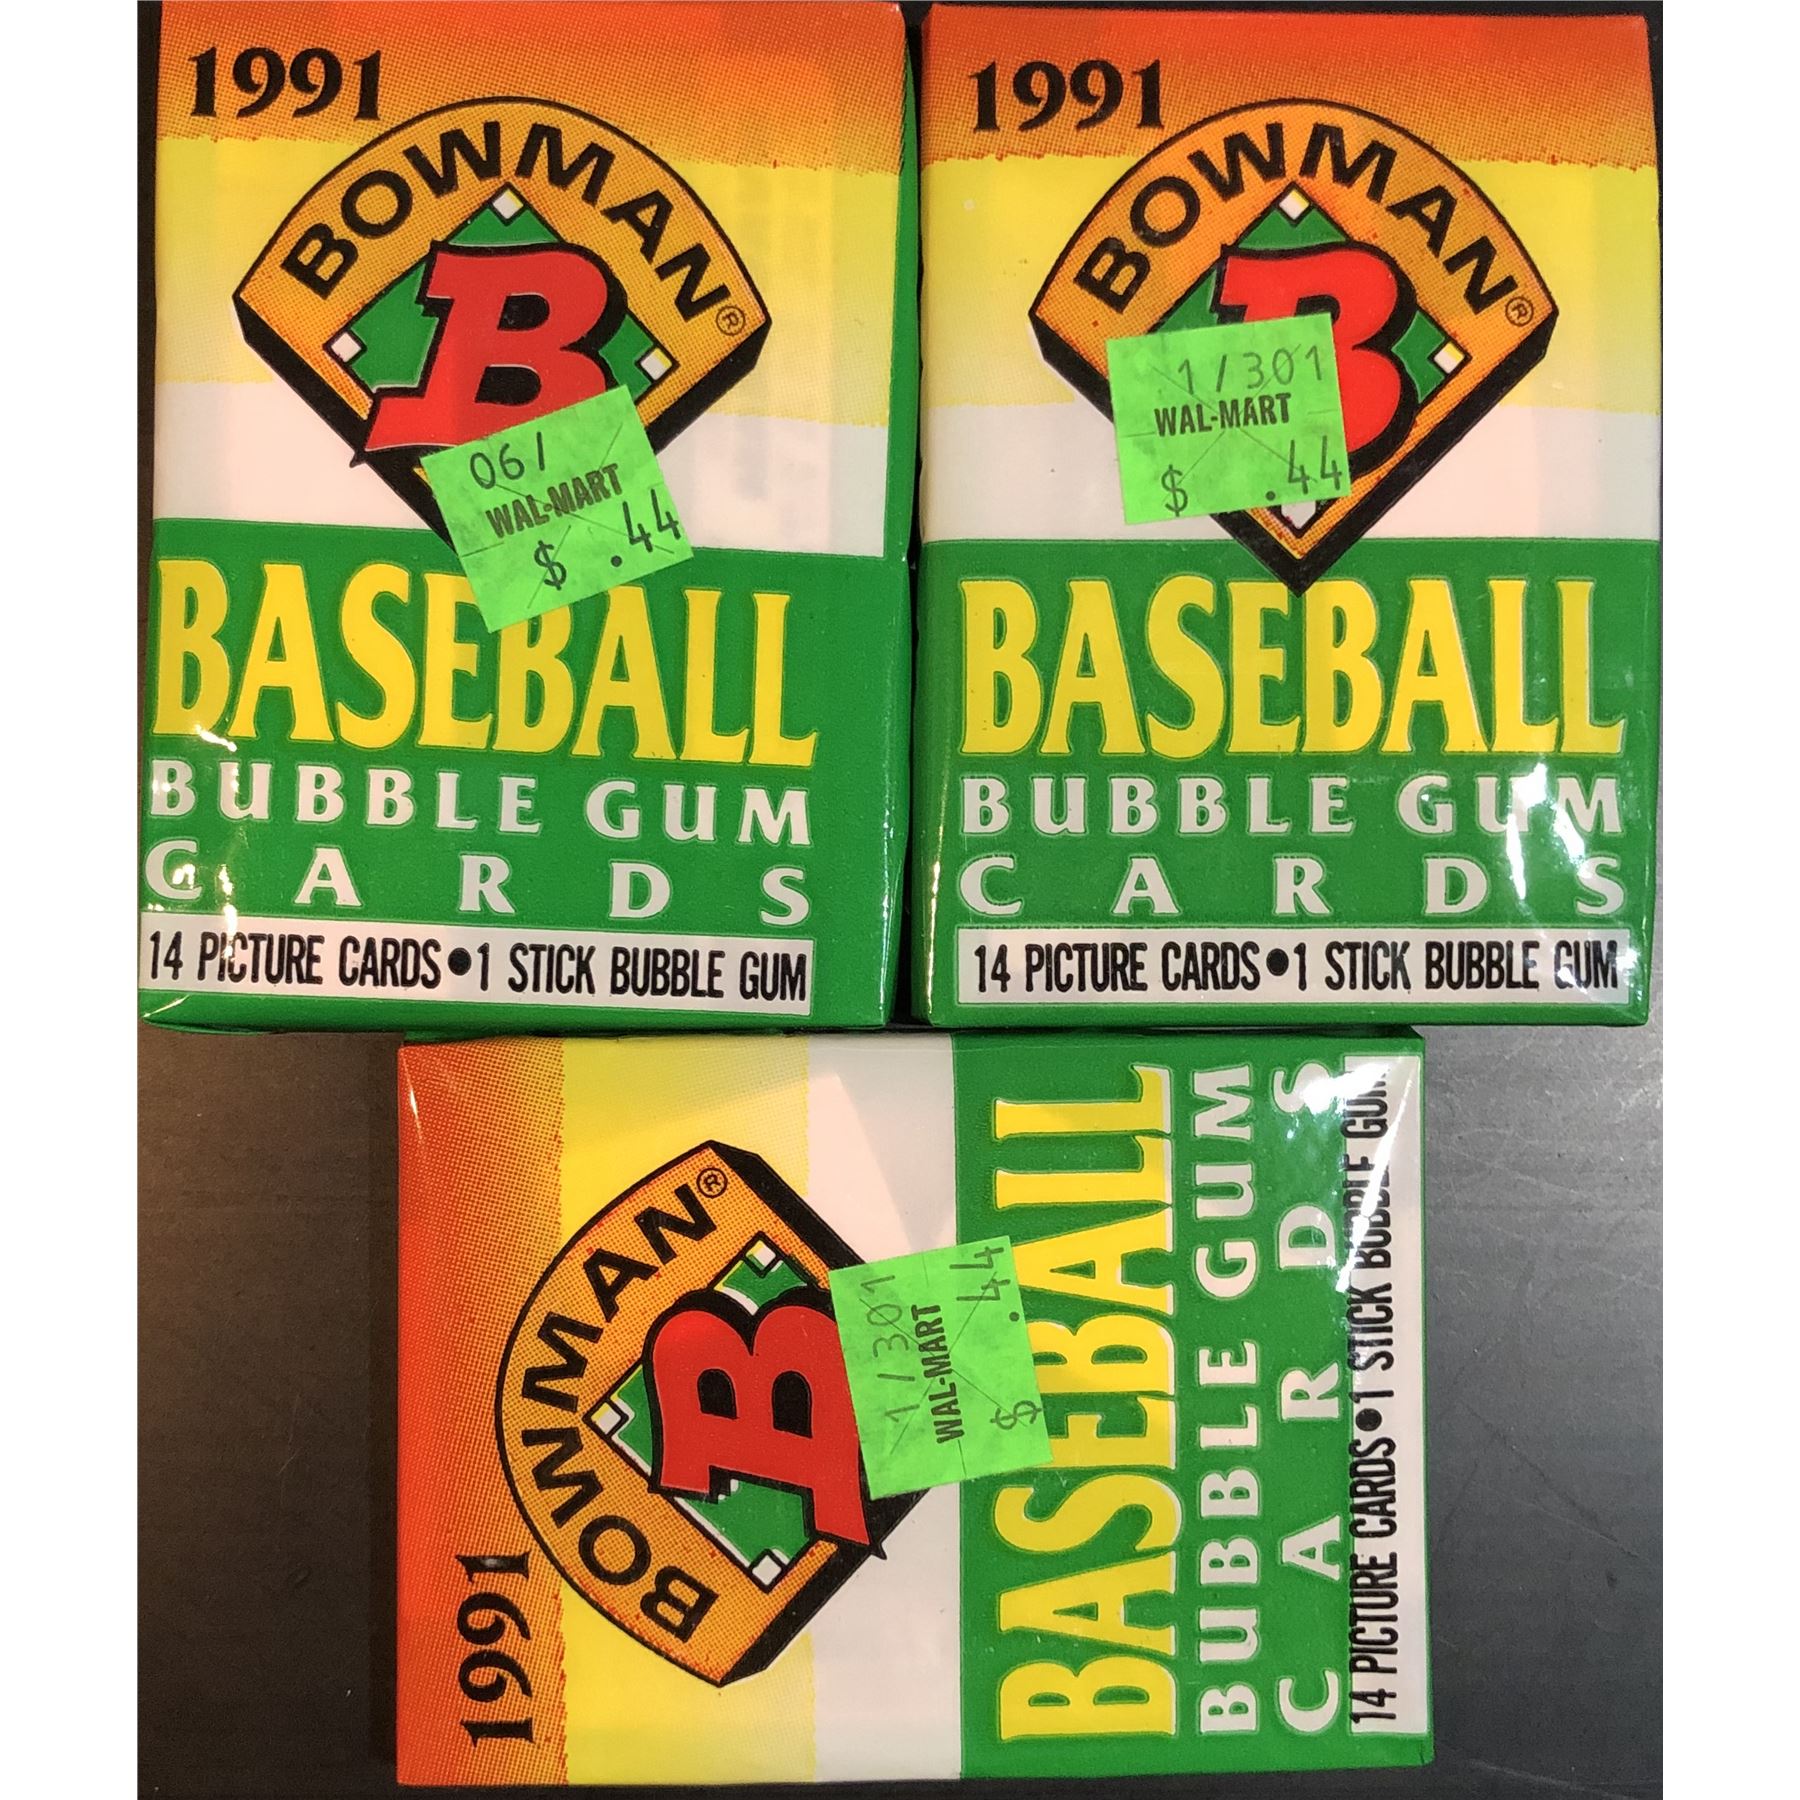 1991
BOWMAN®
B
061
WAL-MART
$ .44
BASEBALL
BUBBLE GUM
CARDS
14 PICTURE CARDS•1 STICK BUBBLE GUM
1991
BOWMAN®
B
1/301
WAL-MART
$ .44
BASEBALL
BUBBLE GUM
CARDS
14 PICTURE CARDS•1 STICK BUBBLE GUM
1991
BOWMAN®
B
1/301
WAL-MART
$ .44
BASEBALL
BUBBLE GUM
CARDS
14 PICTURE CARDS•1 STICK BUBBLE GUM